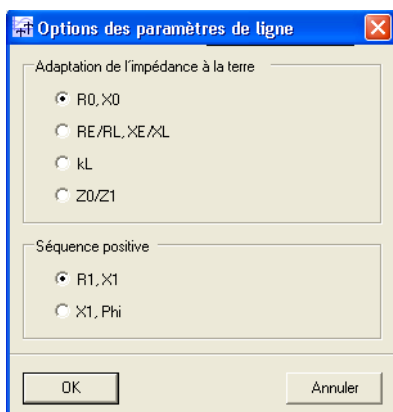 Options des paramètres de ligne
Adaptation de l'impédance à la terre
R0, X0
RE/RL, XE/XL
kL
Z0/Z1
Séquence positive
R1, X1
X1, Phi
OK
Annuler